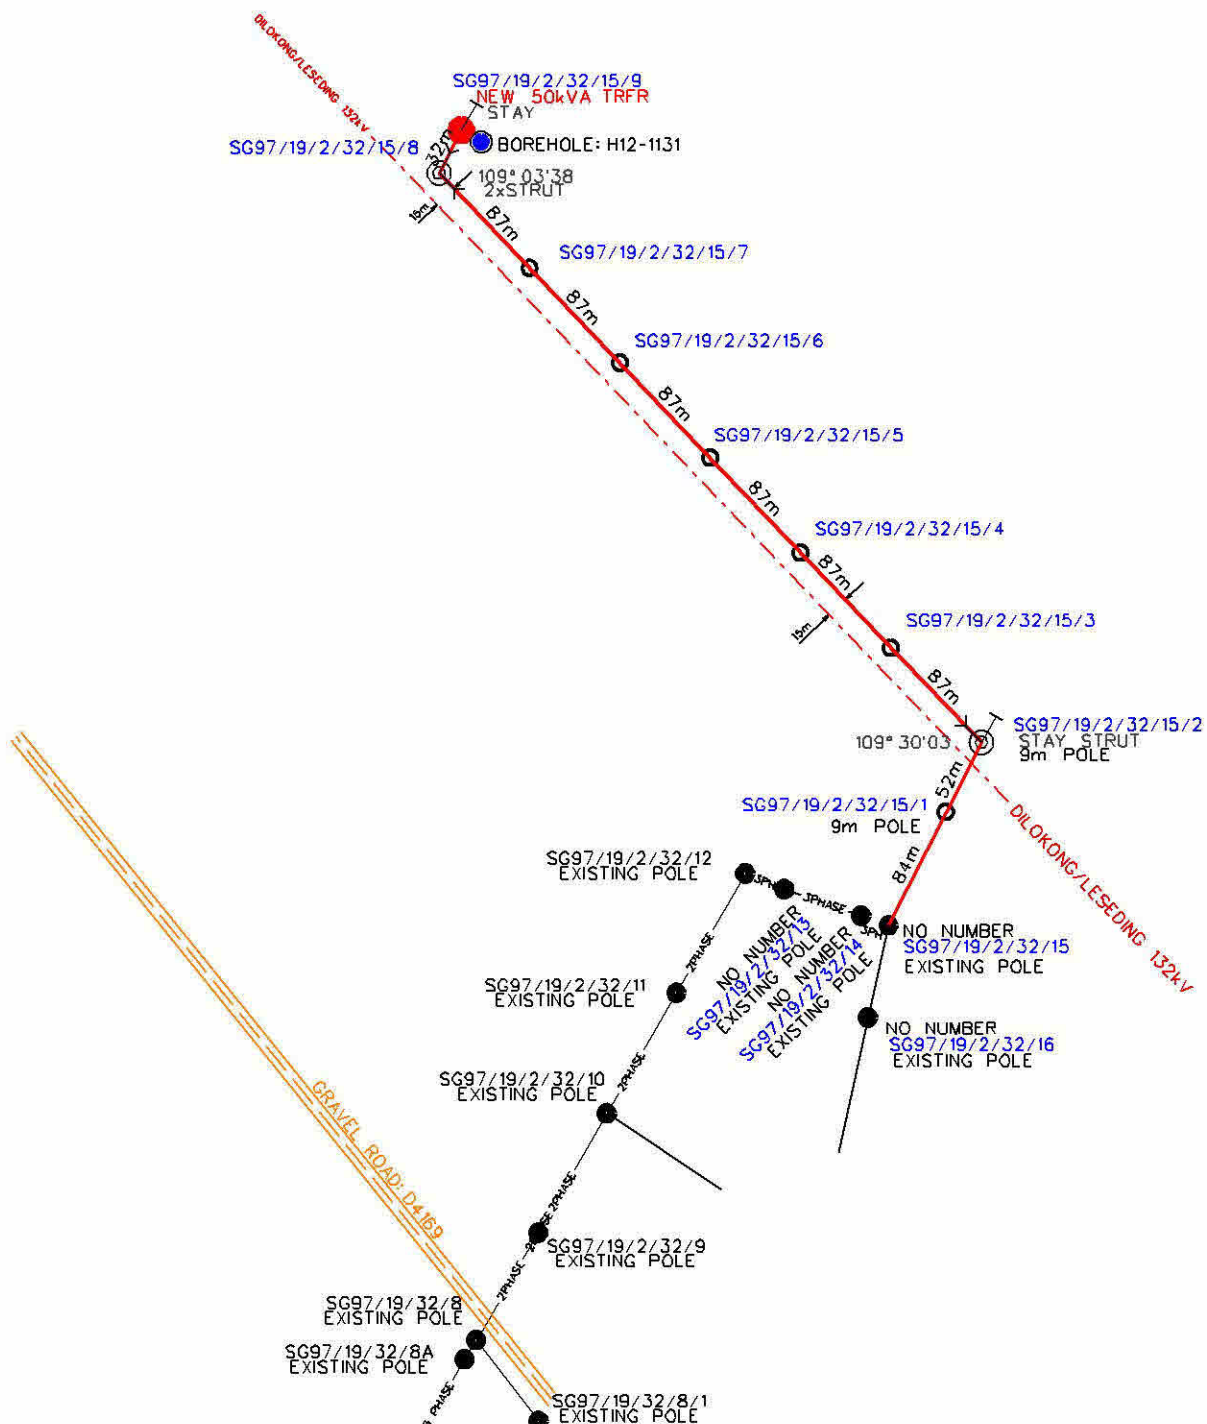 DILOKONG/LESEDING 132kV
SG97/19/2/32/15/9
NEW 50kVA TRFR
STAY
BOREHOLE: H12-1131
SG97/19/2/32/15/8
32m
109° 03'38
2xSTRUT
15m
87m
SG97/19/2/32/15/7
87m
SG97/19/2/32/15/6
87m
SG97/19/2/32/15/5
87m
SG97/19/2/32/15/4
87m
SG97/19/2/32/15/3
15m
87m
SG97/19/2/32/15/2
109° 30'03
STAY STRUT
9m POLE
52m
SG97/19/2/32/15/1
9m POLE
DILOKONG/LESEDING 132kV
84m
SG97/19/2/32/12
EXISTING POLE
3PH
3PHASE
3PH
NO NUMBER
SG97/19/2/32/13
EXISTING POLE
NO NUMBER
SG97/19/2/32/14
EXISTING POLE
NO NUMBER
SG97/19/2/32/15
EXISTING POLE
2PHASE
SG97/19/2/32/11
EXISTING POLE
NO NUMBER
SG97/19/2/32/16
EXISTING POLE
2PHASE
SG97/19/2/32/10
EXISTING POLE
GRAVEL ROAD: D4169
2PHASE
SG97/19/2/32/9
EXISTING POLE
2PHASE
SG97/19/32/8
EXISTING POLE
SG97/19/32/8A
EXISTING POLE
PHASE
SG97/19/32/8/1
EXISTING POLE